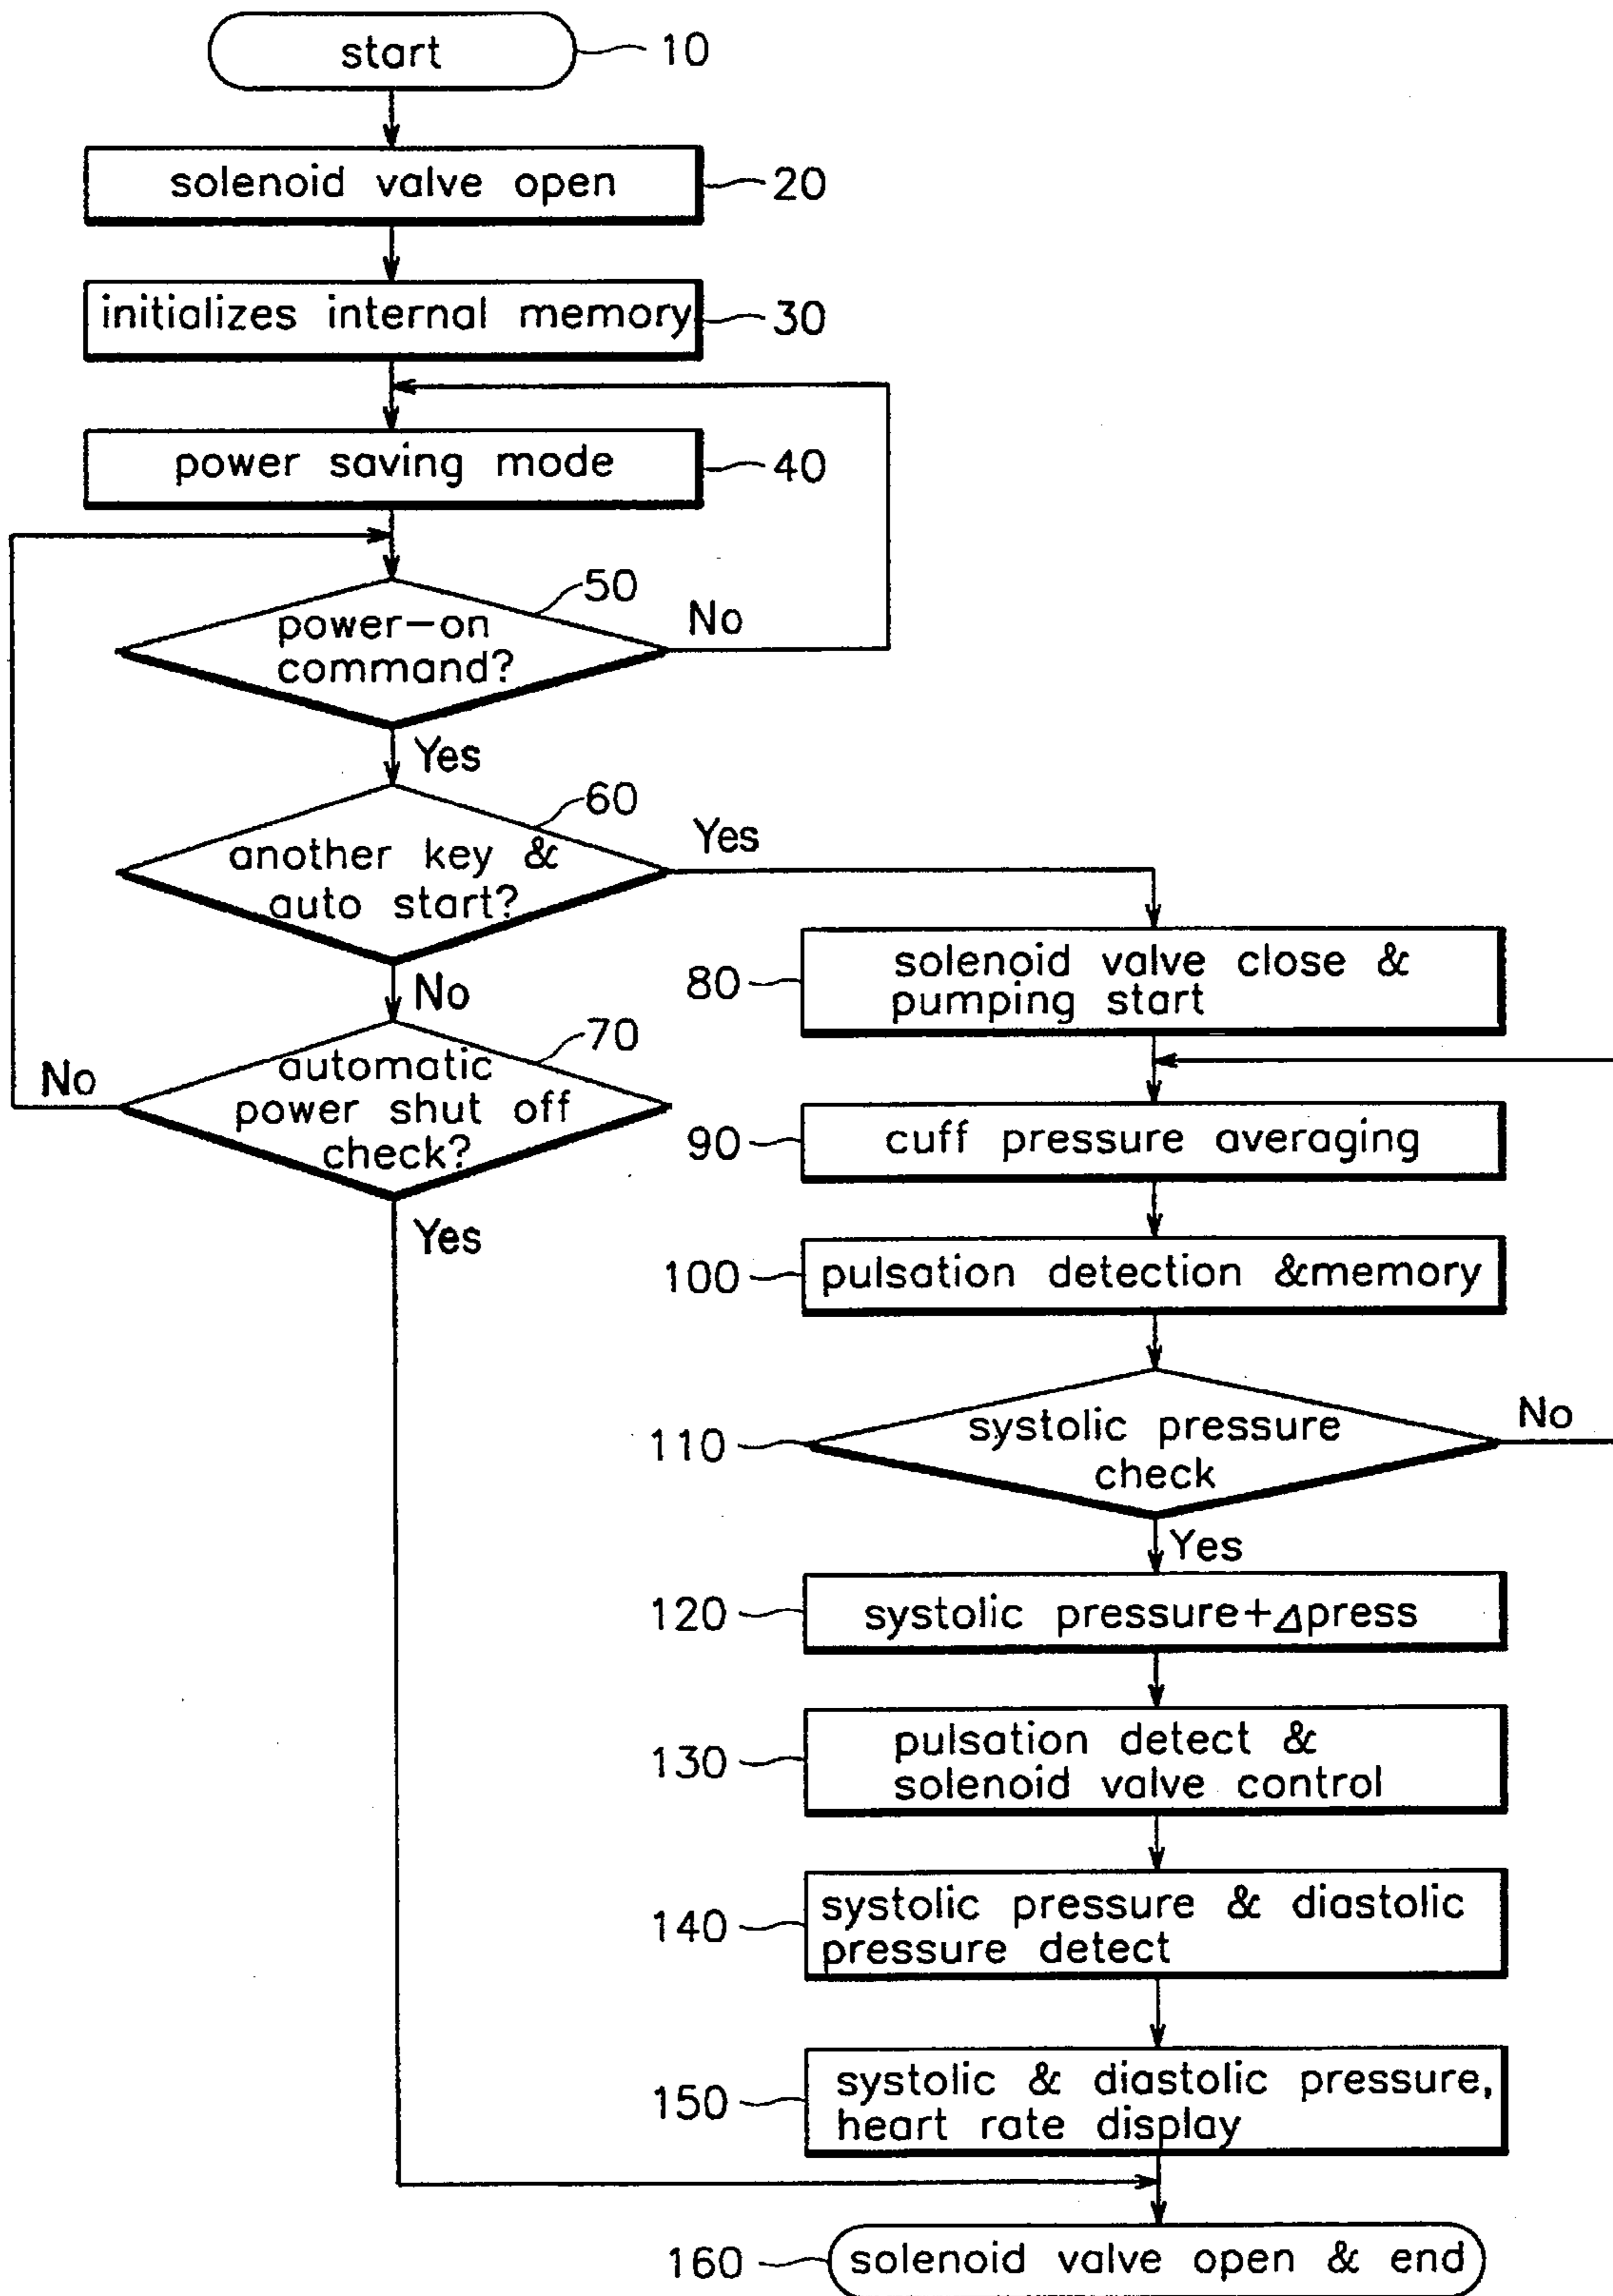 start
10
solenoid valve open
20
initializes internal memory
30
power saving mode
40
50
power-on
command?
No
Yes
60
another key &
auto start?
Yes
No
70
automatic
power shut off
check?
No
Yes
80
solenoid valve close &
pumping start
90
cuff pressure averaging
100
pulsation detection &memory
110
systolic pressure
check
No
Yes
120
systolic pressure+Δpress
130
pulsation detect &
solenoid valve control
140
systolic pressure & diastolic
pressure detect
150
systolic & diastolic pressure,
heart rate display
160
solenoid valve open & end